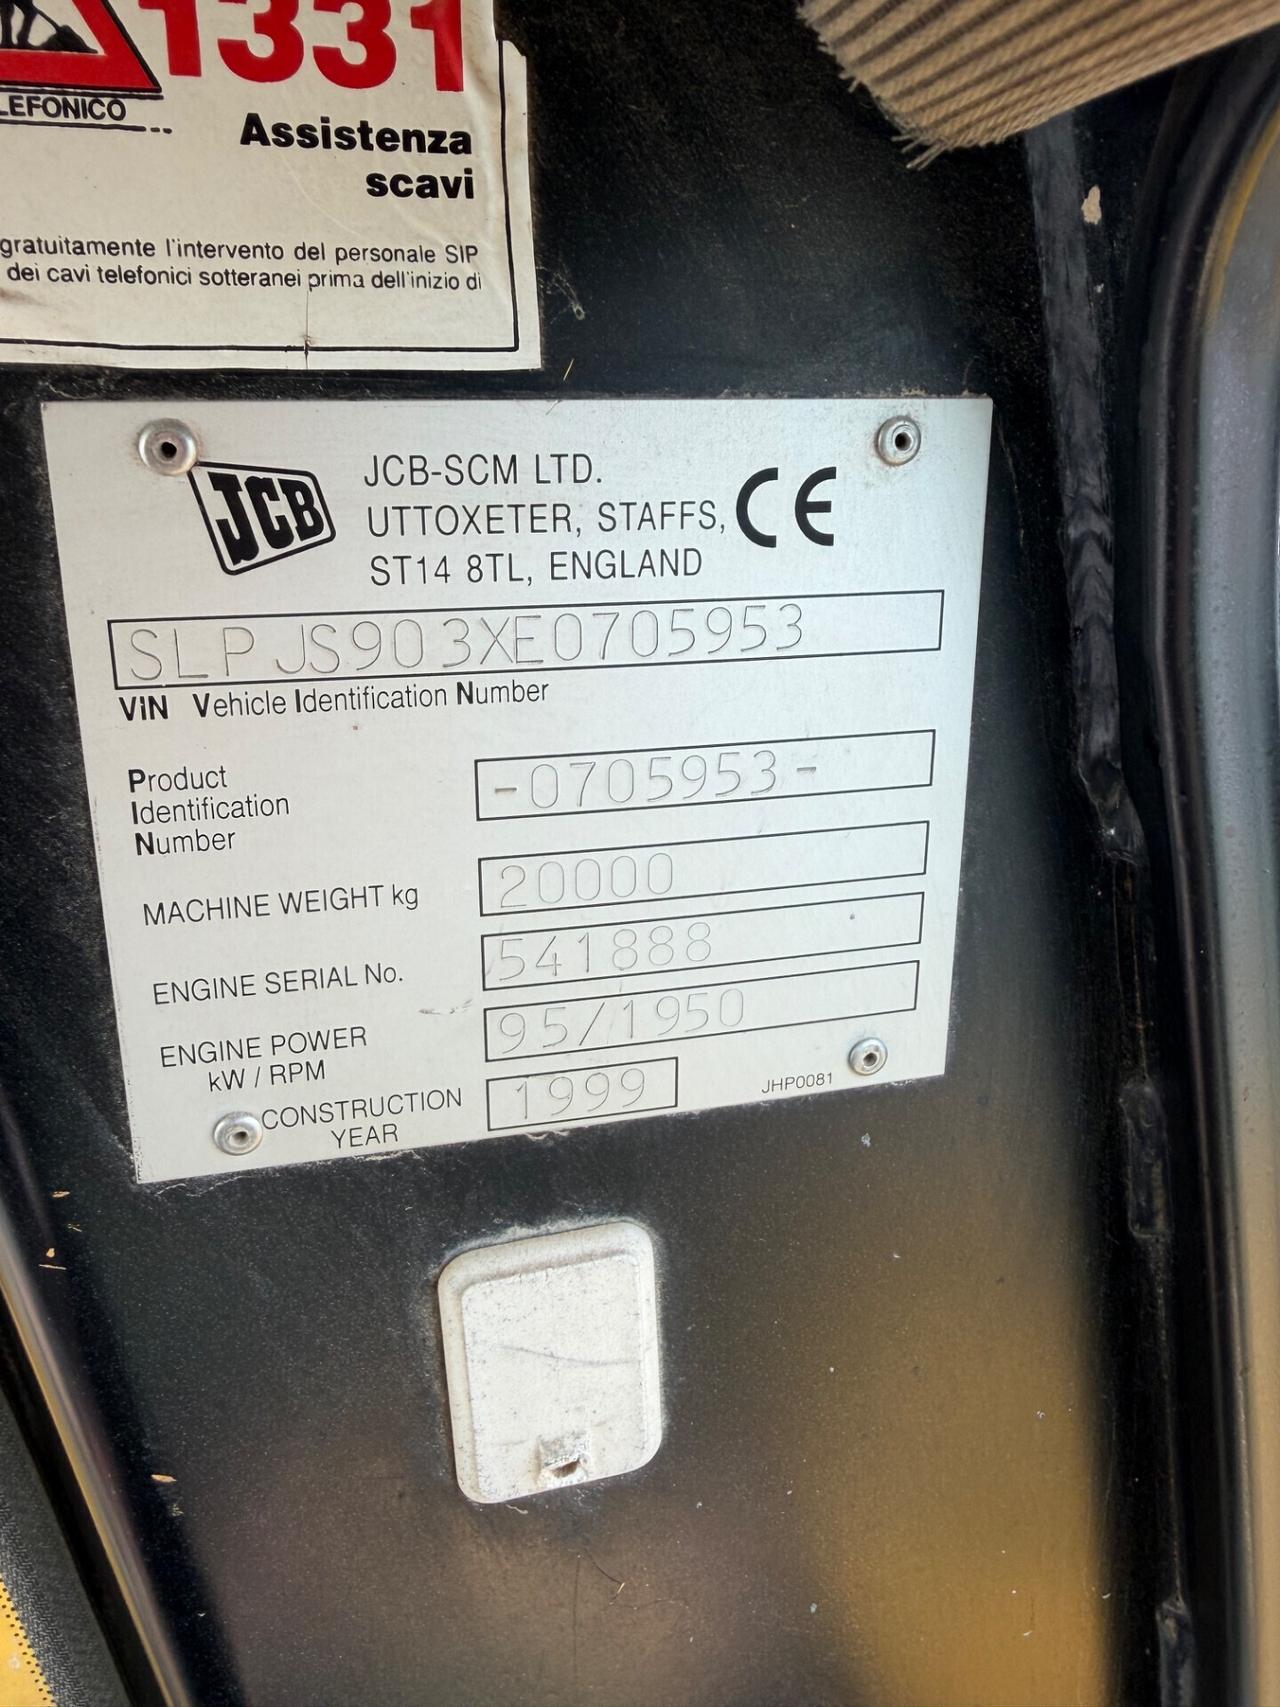 1331
LEFONICO
Assistenza
scavi
gratuitamente l'intervento del personale SIP
dei cavi telefonici sotteranei prima dell'inizio di
JCB
JCB-SCM LTD.
UTTOXETER, STAFFS,
ST14 8TL, ENGLAND
CE
SLPJS903XE0705953
ViN Vehicle Identification Number
Product
Identification
Number
-0705953-
MACHINE WEIGHT kg 20000
ENGINE SERIAL No. 541888
ENGINE POWER
kW / RPM
95/1950
CONSTRUCTION
YEAR
1999
JHP0081